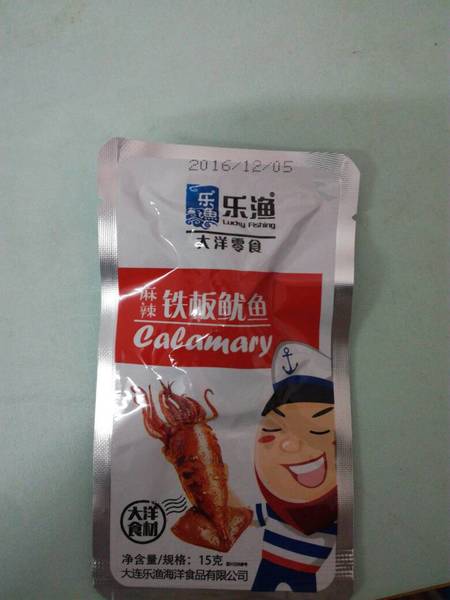 2016/12/05
乐渔 乐渔®
Lucky Fishing
大洋零食
麻辣 铁板鱿鱼
Calamary
大洋
食材
净含量/规格：15克
大连乐渔海洋食品有限公司